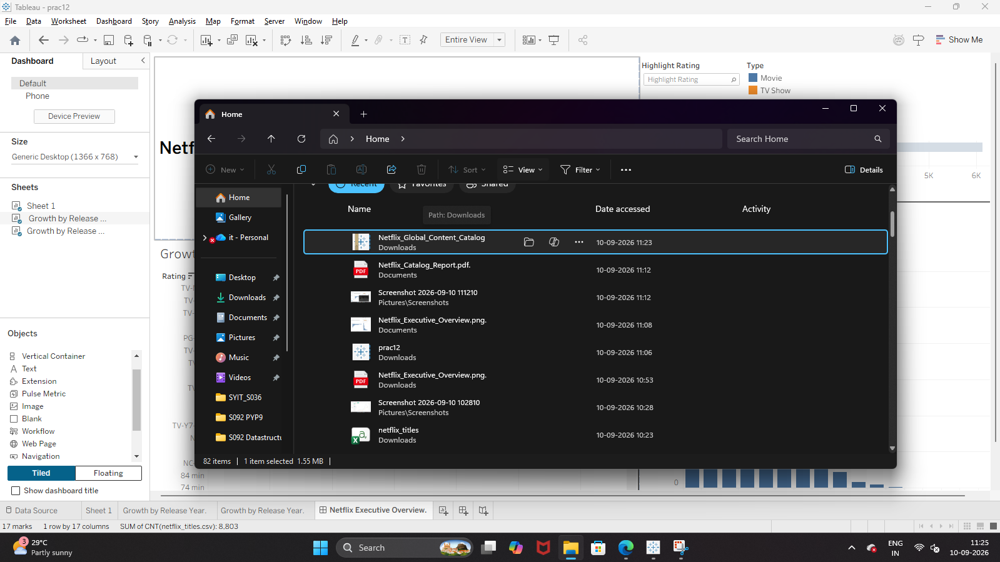 Tableau - prac12
File Data Worksheet Dashboard Story Analysis Map Format Server Window Help
Entire View
Show Me
Dashboard Layout
Default
Phone
Device Preview
Size
Generic Desktop (1366 x 768)
Sheets
Sheet 1
Growth by Release ...
Growth by Release ...
Objects
Vertical Container
Text
Extension
Pulse Metric
Image
Blank
Workflow
Web Page
Navigation
Tiled Floating
Show dashboard title
Highlight Rating
Highlight Rating
Type
Movie
TV Show
Netf
5K 6K
Growt
Rating
TV-
TV-
PG-
TV-
TV-Y7-
NC-
84 min
74 min
0
Home
Home
Search Home
New
Sort
View
Filter
Details
Home
Gallery
it - Personal
Desktop
Downloads
Documents
Pictures
Music
Videos
SYIT_S036
S092 PYP9
S092 Datastructu
Recent Favorites Shared
Name Date accessed Activity
Path: Downloads
Netflix_Global_Content_Catalog 10-09-2026 11:23
Downloads
Netflix_Catalog_Report.pdf. 10-09-2026 11:12
Documents
Screenshot 2026-09-10 111210 10-09-2026 11:12
Pictures\Screenshots
Netflix_Executive_Overview.png. 10-09-2026 11:08
Documents
prac12 10-09-2026 11:06
Downloads
PDF
Netflix_Executive_Overview.png. 10-09-2026 10:53
Downloads
PDF
Screenshot 2026-09-10 102810 10-09-2026 10:28
Pictures\Screenshots
netflix_titles 10-09-2026 10:23
Downloads
82 items 1 item selected 1.55 MB
Data Source Sheet 1 Growth by Release Year. Growth by Release Year. Netflix Executive Overview.
17 marks 1 row by 17 columns SUM of CNT(netflix_titles.csv): 8,803
3
29°C
Partly sunny
Search
ENG
IN
11:25
10-09-2026